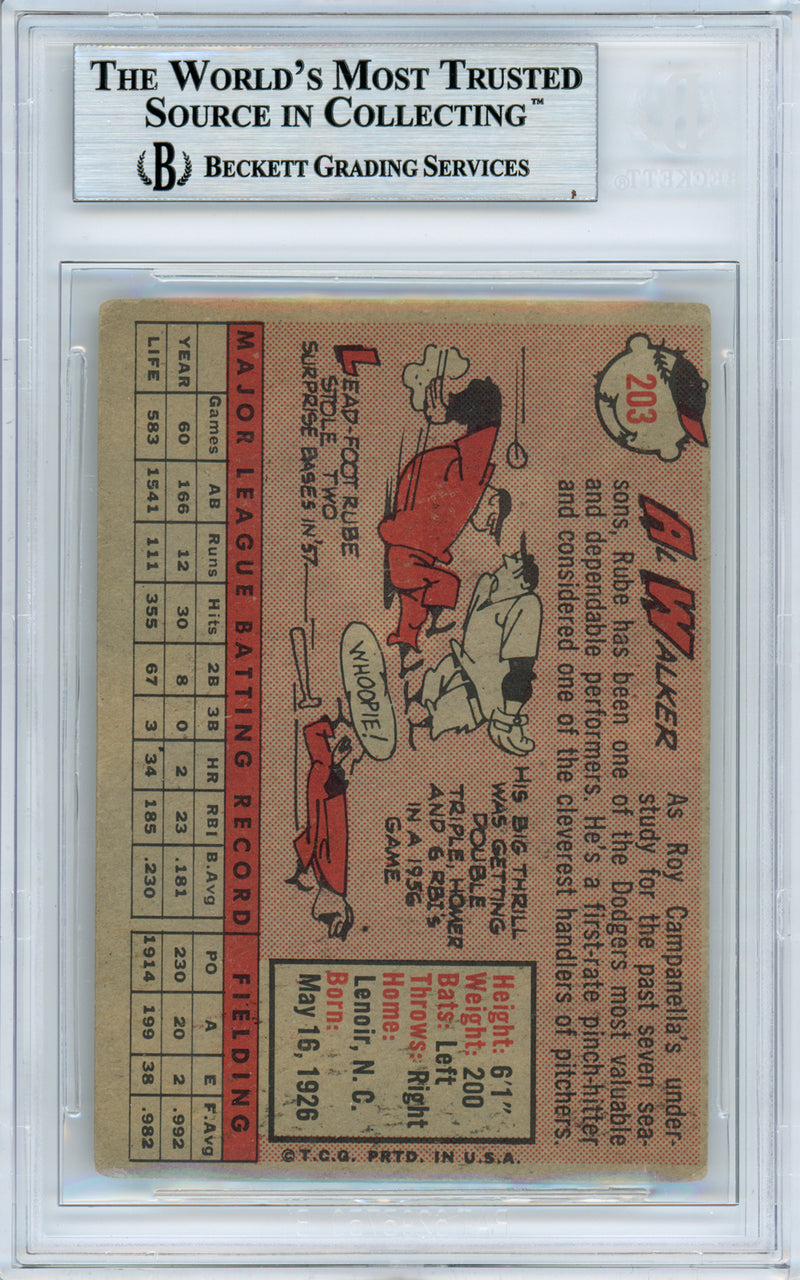 THE WORLD'S MOST TRUSTED
SOURCE IN COLLECTING™
B BECKETT GRADING SERVICES
BECKETT®
203
AL WALKER
As Roy Campanella's under-
study for the past seven sea-
sons, Rube has been one of the Dodgers most valuable
and dependable performers. He's a first-rate pinch-hitter
and considered one of the cleverest handlers of pitchers.
LEAD-FOOT RUBE
STOLE TWO
SURPRISE BASES IN '57
WHOOPIE!
HIS BIG THRILL
WAS GETTING
DOUBLE
TRIPLE, HOMER
AND 6 RBI'S
IN A 1956
GAME
Height: 6'1"
Weight: 200
Bats: Left
Throws: Right
Home:
Lenoir, N. C.
Born:
May 16, 1926
MAJOR LEAGUE BATTING RECORD FIELDING
Games AB Runs Hits 2B 3B HR RBI B.Avg PO A E F.Avg
YEAR 60 166 12 30 8 0 2 23 .181 230 20 2 .992
LIFE 583 1541 111 355 67 3 34 185 .230 1914 199 38 .982
©T.C.G. PRTD. IN U.S.A.